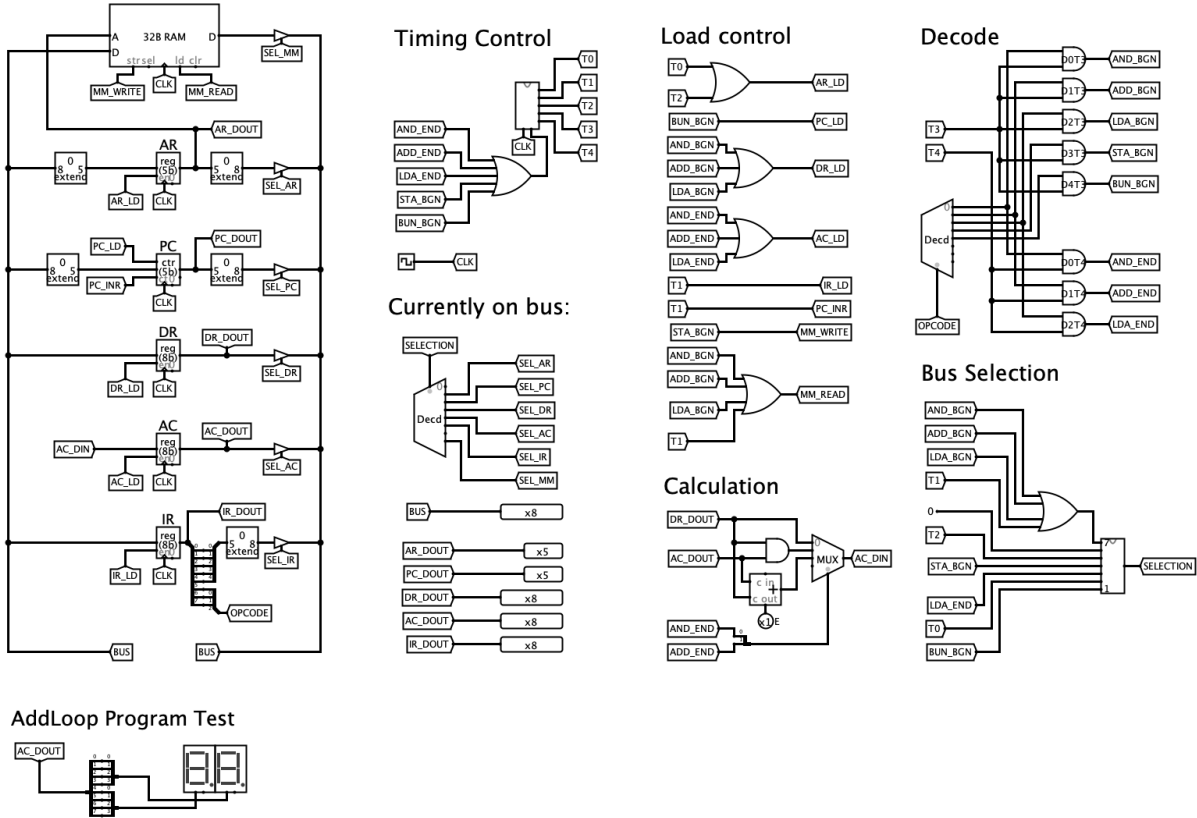 A 32B RAM D
D
str sel ld clr
SEL_MM
MM_WRITE
CLK
MM_READ
AR_DOUT
AR
0
8 5
extend
reg
(5b)
0
5 8
extend
SEL_AR
AR_LD
CLK
PC_LD
PC_DOUT
PC
0
8 5
extend
ctr
(5b)
0
5 8
extend
PC_INR
SEL_PC
CLK
DR
DR_DOUT
reg
(8b)
SEL_DR
DR_LD
CLK
AC
AC_DOUT
AC_DIN
reg
(8b)
SEL_AC
AC_LD
CLK
IR
IR_DOUT
reg
(8b)
0
5 8
extend
SEL_IR
IR_LD
CLK
OPCODE
BUS
BUS
AddLoop Program Test
AC_DOUT
Timing Control
T0
T1
T2
T3
T4
CLK
AND_END
ADD_END
LDA_END
STA_BGN
BUN_BGN
CLK
Currently on bus:
SELECTION
0
Decd
SEL_AR
SEL_PC
SEL_DR
SEL_AC
SEL_IR
SEL_MM
BUS x8
AR_DOUT x5
PC_DOUT x5
DR_DOUT x8
AC_DOUT x8
IR_DOUT x8
Load control
T0
T2
AR_LD
BUN_BGN PC_LD
AND_BGN
ADD_BGN
LDA_BGN
DR_LD
AND_END
ADD_END
LDA_END
AC_LD
T1 IR_LD
T1 PC_INR
STA_BGN MM_WRITE
AND_BGN
ADD_BGN
LDA_BGN
T1
MM_READ
Calculation
DR_DOUT
AC_DOUT
0
MUX
AC_DIN
c in
+
c out
x1 E
AND_END
ADD_END
Decode
D0T3 AND_BGN
D1T3 ADD_BGN
D2T3 LDA_BGN
D3T3 STA_BGN
D4T3 BUN_BGN
T3
T4
0
Decd
OPCODE
D0T4 AND_END
D1T4 ADD_END
D2T4 LDA_END
Bus Selection
AND_BGN
ADD_BGN
LDA_BGN
T1
0
T2
STA_BGN
LDA_END
T0
BUN_BGN
7
1
SELECTION